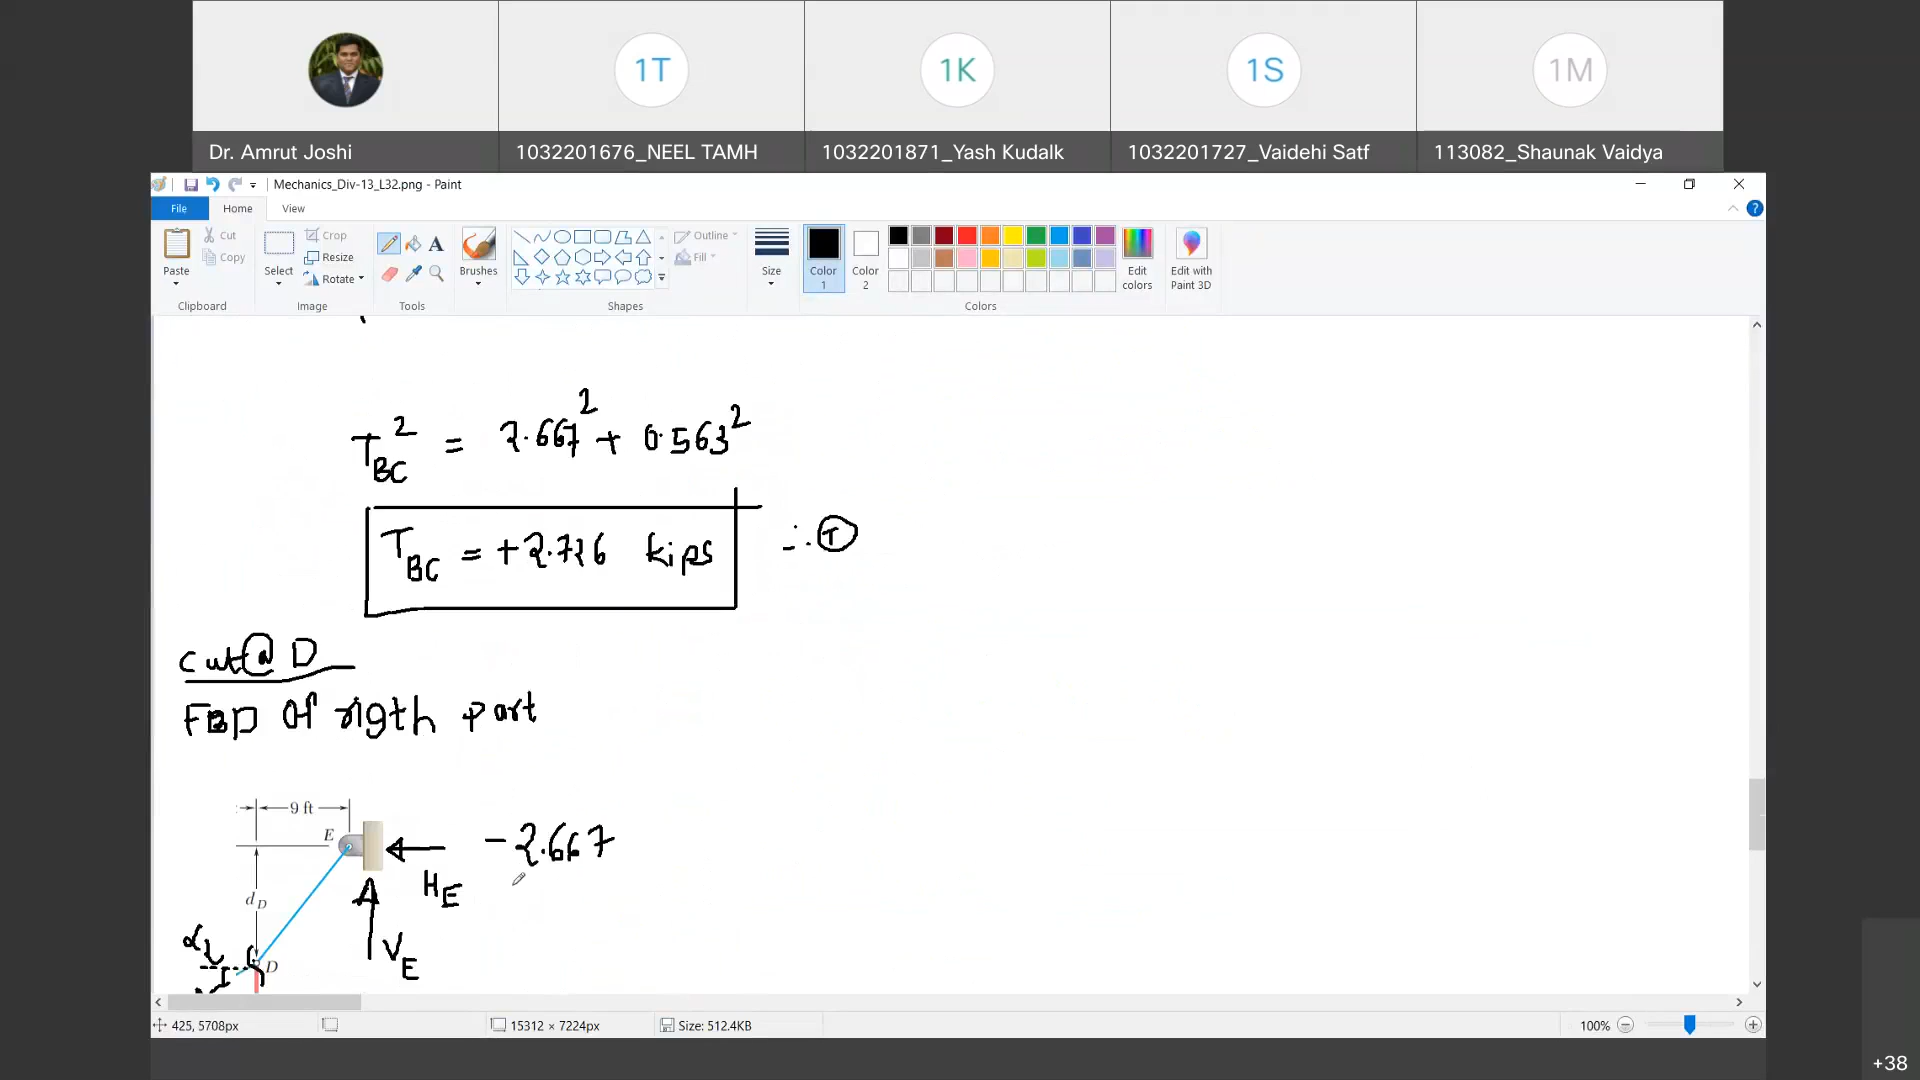 1T
1K
1S
1M
Dr. Amrut Joshi
1032201676_NEEL TAMH
1032201871_Yash Kudalk
1032201727_Vaidehi Satf
113082_Shaunak Vaidya
Mechanics_Div-13_L32.png - Paint
File Home View
Paste
Cut
Copy
Clipboard
Select
Crop
Resize
Rotate
Image
A
Tools
Brushes
Shapes
Outline
Fill
Size
Color 1
Color 2
Edit colors
Colors
Edit with Paint 3D
?
T_BC^2 = 2.667^2 + 0.563^2
T_BC = +2.726 kips ∴ T
Cut @ D
FBD Of rigth part
9 ft
E
- 2.667
H_E
d_D
V_E
D
425, 5708px
15312 × 7224px
Size: 512.4KB
100%
+38